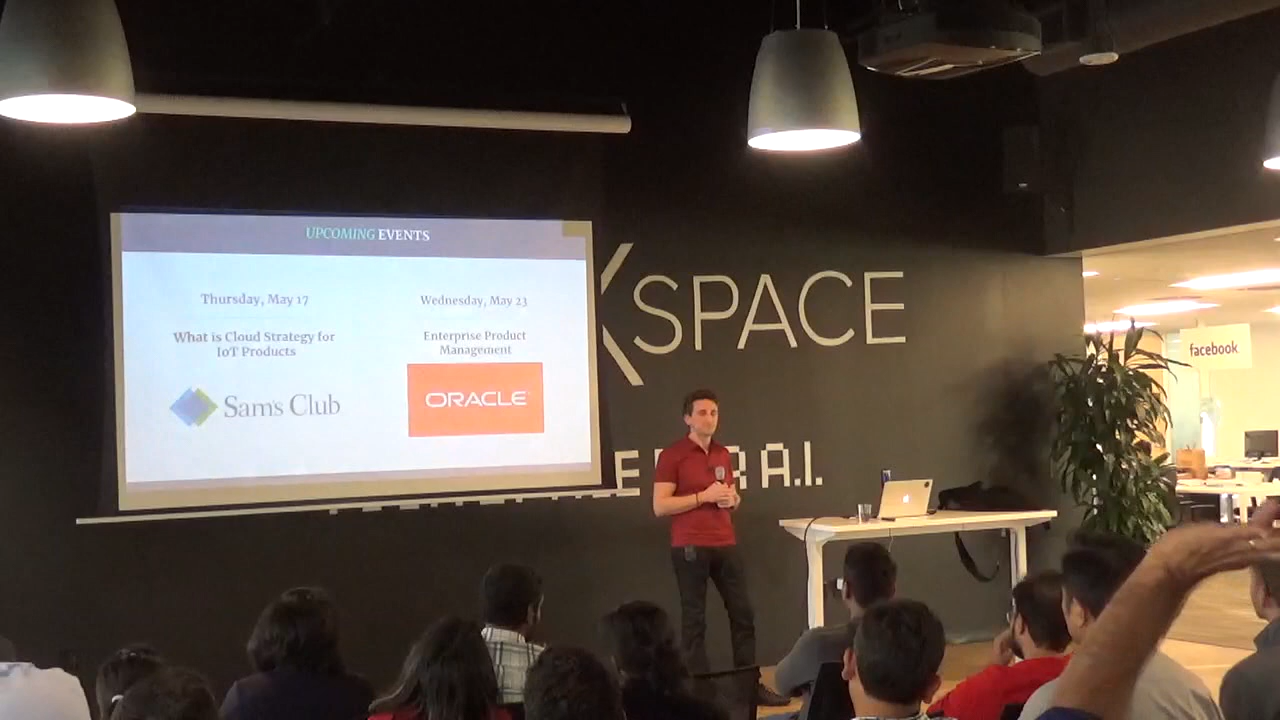 UPCOMING EVENTS
Thursday, May 17
What is Cloud Strategy for
IoT Products
Sam's Club
Wednesday, May 23
Enterprise Product
Management
ORACLE
SPACE
A.I.
facebook